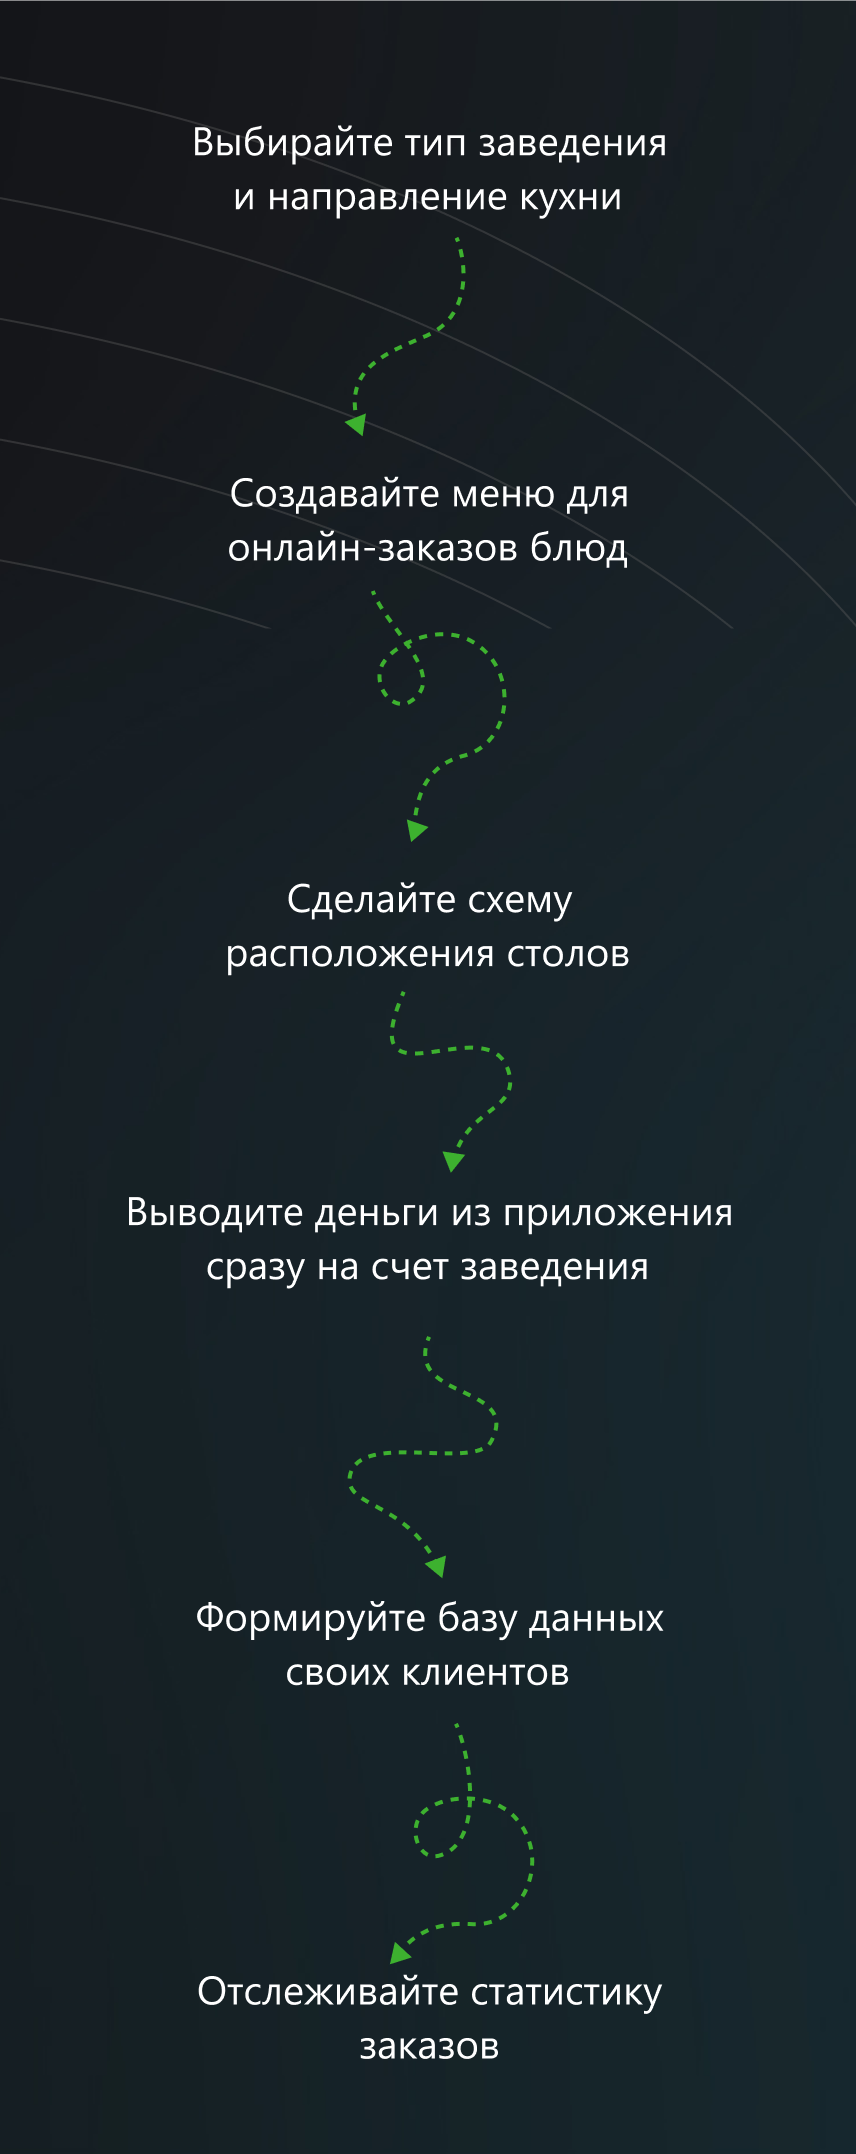 Выбирайте тип заведения
и направление кухни
Создавайте меню для
онлайн-заказов блюд
Сделайте схему
расположения столов
Выводите деньги из приложения
сразу на счет заведения
Формируйте базу данных
своих клиентов
Отслеживайте статистику
заказов